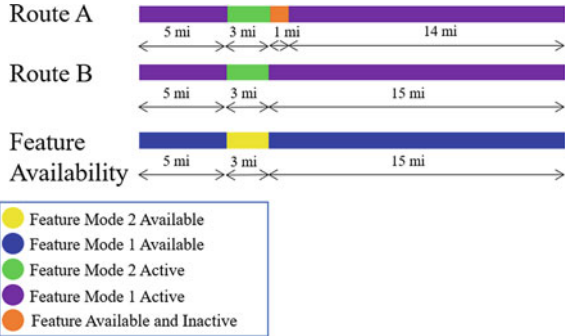 Route A
5 mi 3 mi 1 mi 14 mi
Route B
5 mi 3 mi 15 mi
Feature
Availability
5 mi 3 mi 15 mi
Feature Mode 2 Available
Feature Mode 1 Available
Feature Mode 2 Active
Feature Mode 1 Active
Feature Available and Inactive